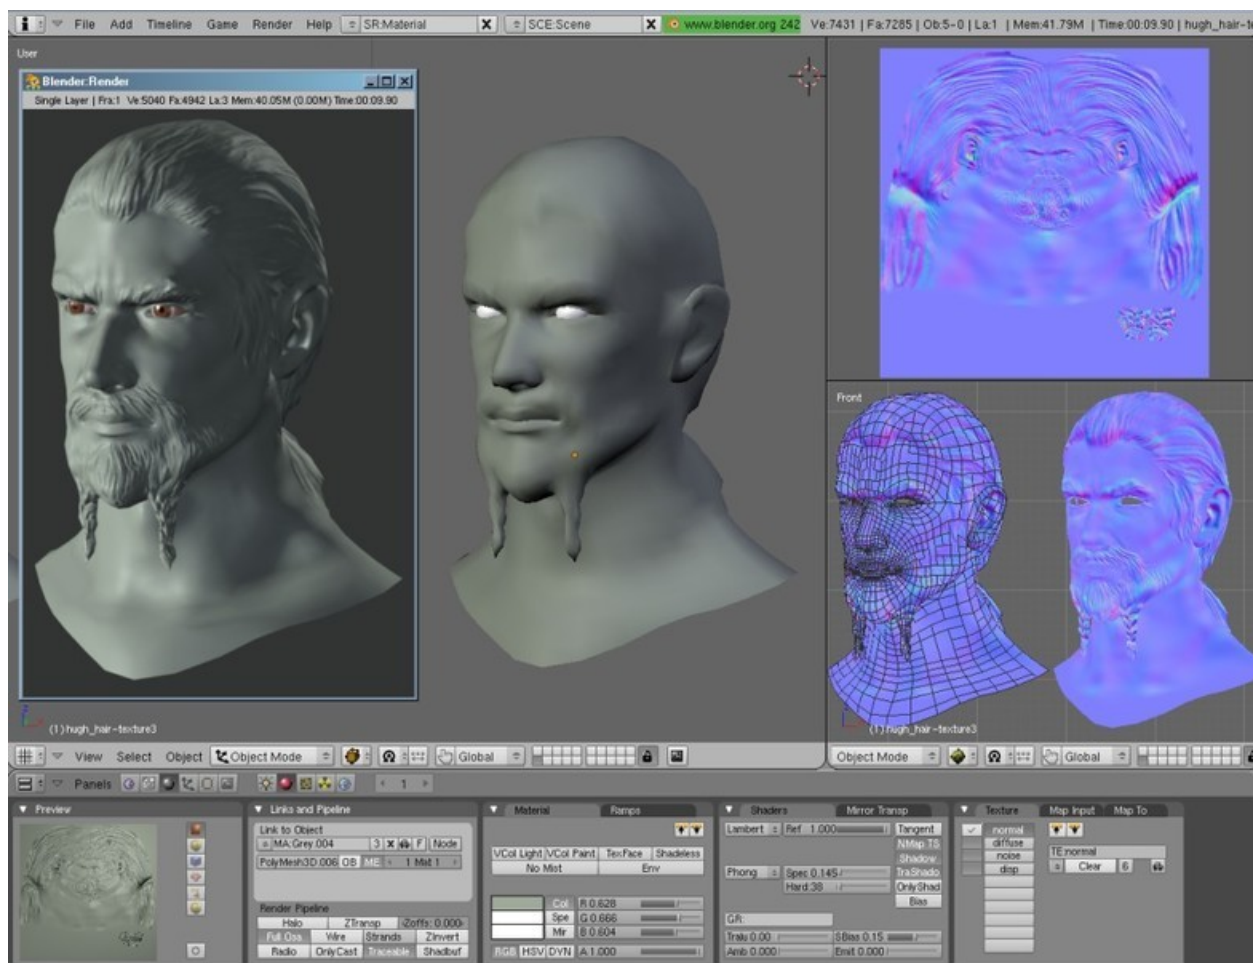 File Add Timeline Game Render Help SR:Material X SCE:Scene X www.blender.org 242 Ve:7431 | Fa:7285 | Ob:5-0 | La:1 | Mem:41.79M | Time:00:09.90 | hugh_hair-te
User
Blender:Render
Single Layer | Fra:1 Ve:5040 Fa:4942 La:3 Mem:40.05M (0.00M) Time:00:09.90
Front
(1) hugh_hair-texture3
(1) hugh_hair-texture3
View Select Object Object Mode Global
Object Mode Global
Panels 1
Preview
Links and Pipeline
Link to Object
MA:Grey.004 3 X F Node
PolyMesh3D.006 OB ME 1 Mat 1
Render Pipeline
Halo ZTransp Zoffs: 0.000
Full Osa Wire Strands ZInvert
Radio OnlyCast Traceable Shadbuf
Material Ramps
VCol Light VCol Paint TexFace Shadeless
No Mist Env
Col R 0.628
Spe G 0.666
Mir B 0.604
RGB HSV DYN A 1.000
Shaders Mirror Transp
Lambert Ref 1.000 Tangent
NMap TS
Shadow
Phong Spec 0.145 TraShado
Hard:38 OnlyShad
Bias
GR:
Tralu 0.00 SBias 0.15
Amb 0.000 Emit 0.000
Texture Map Input Map To
normal
diffuse
noise
disp
TE:normal
Clear 6